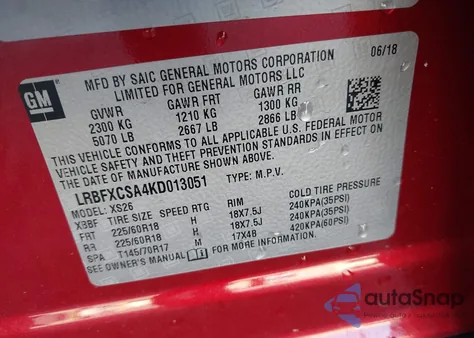 MFD BY SAIC GENERAL MOTORS CORPORATION 06/18
LIMITED FOR GENERAL MOTORS LLC
GM
GVWR GAWR FRT GAWR RR
2300 KG 1210 KG 1300 KG
5070 LB 2667 LB 2866 LB
THIS VEHICLE CONFORMS TO ALL APPLICABLE U.S. FEDERAL MOTOR
VEHICLE SAFETY AND THEFT PREVENTION STANDARDS IN EFFECT
ON THE DATE OF MANUFACTURE SHOWN ABOVE.
LRBFXCSA4KD013051 TYPE: M.P.V.
MODEL: XS26
X3BF TIRE SIZE SPEED RTG RIM COLD TIRE PRESSURE
FRT 225/60R18 H 18X7.5J 240KPA(35PSI)
RR 225/60R18 H 18X7.5J 240KPA(35PSI)
SPA T145/70R17 M 17X4B 420KPA(60PSI)
SEE OWNER'S MANUAL FOR MORE INFORMATION
autoSnap